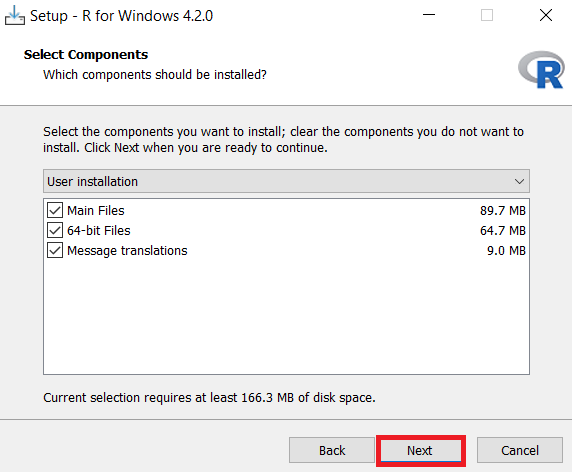 Setup - R for Windows 4.2.0
Select Components
Which components should be installed?
R
Select the components you want to install; clear the components you do not want to
install. Click Next when you are ready to continue.
User installation
Main Files 89.7 MB
64-bit Files 64.7 MB
Message translations 9.0 MB
Current selection requires at least 166.3 MB of disk space.
Back Next Cancel